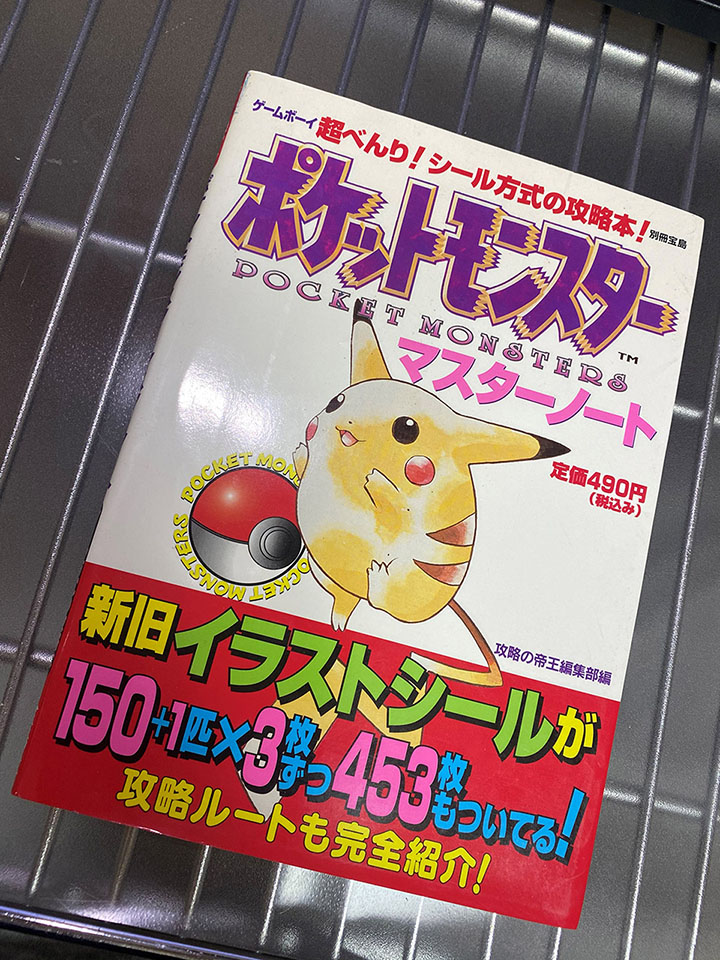 ゲームボーイ 超べんり！シール方式の攻略本！
別冊宝島
ポケットモンスター
TM
POCKET MONSTERS
マスターノート
定価490円
（税込み）
POCKET MON
POCKET MONSTERS
攻略の帝王編集部編
新旧イラストシールが
150+1匹×3枚ずつ453枚もついてる！
攻略ルートも完全紹介！